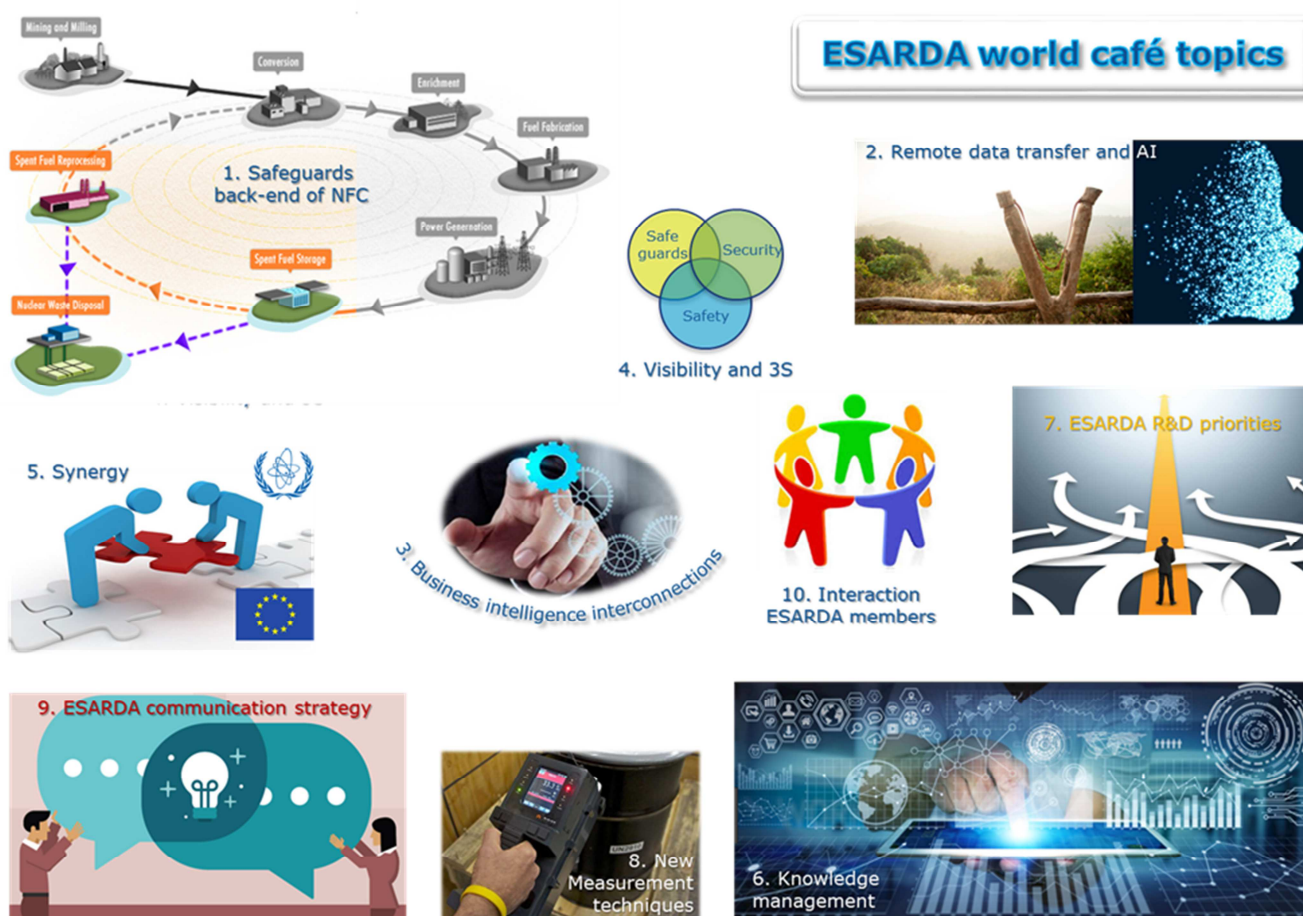 ESARDA world café topics
Mining and Milling
Conversion
Enrichment
Fuel Fabrication
Spent Fuel Reprocessing
1. Safeguards
back-end of NFC
Power Genernation
Spent Fuel Storage
Nuclear Waste Disposal
2. Remote data transfer and AI
Safe
guards
Security
Safety
4. Visibility and 3S
5. Synergy
3. Business intelligence interconnections
10. Interaction
ESARDA members
7. ESARDA R&D priorities
9. ESARDA communication strategy
8. New
Measurement
techniques
6. Knowledge
management